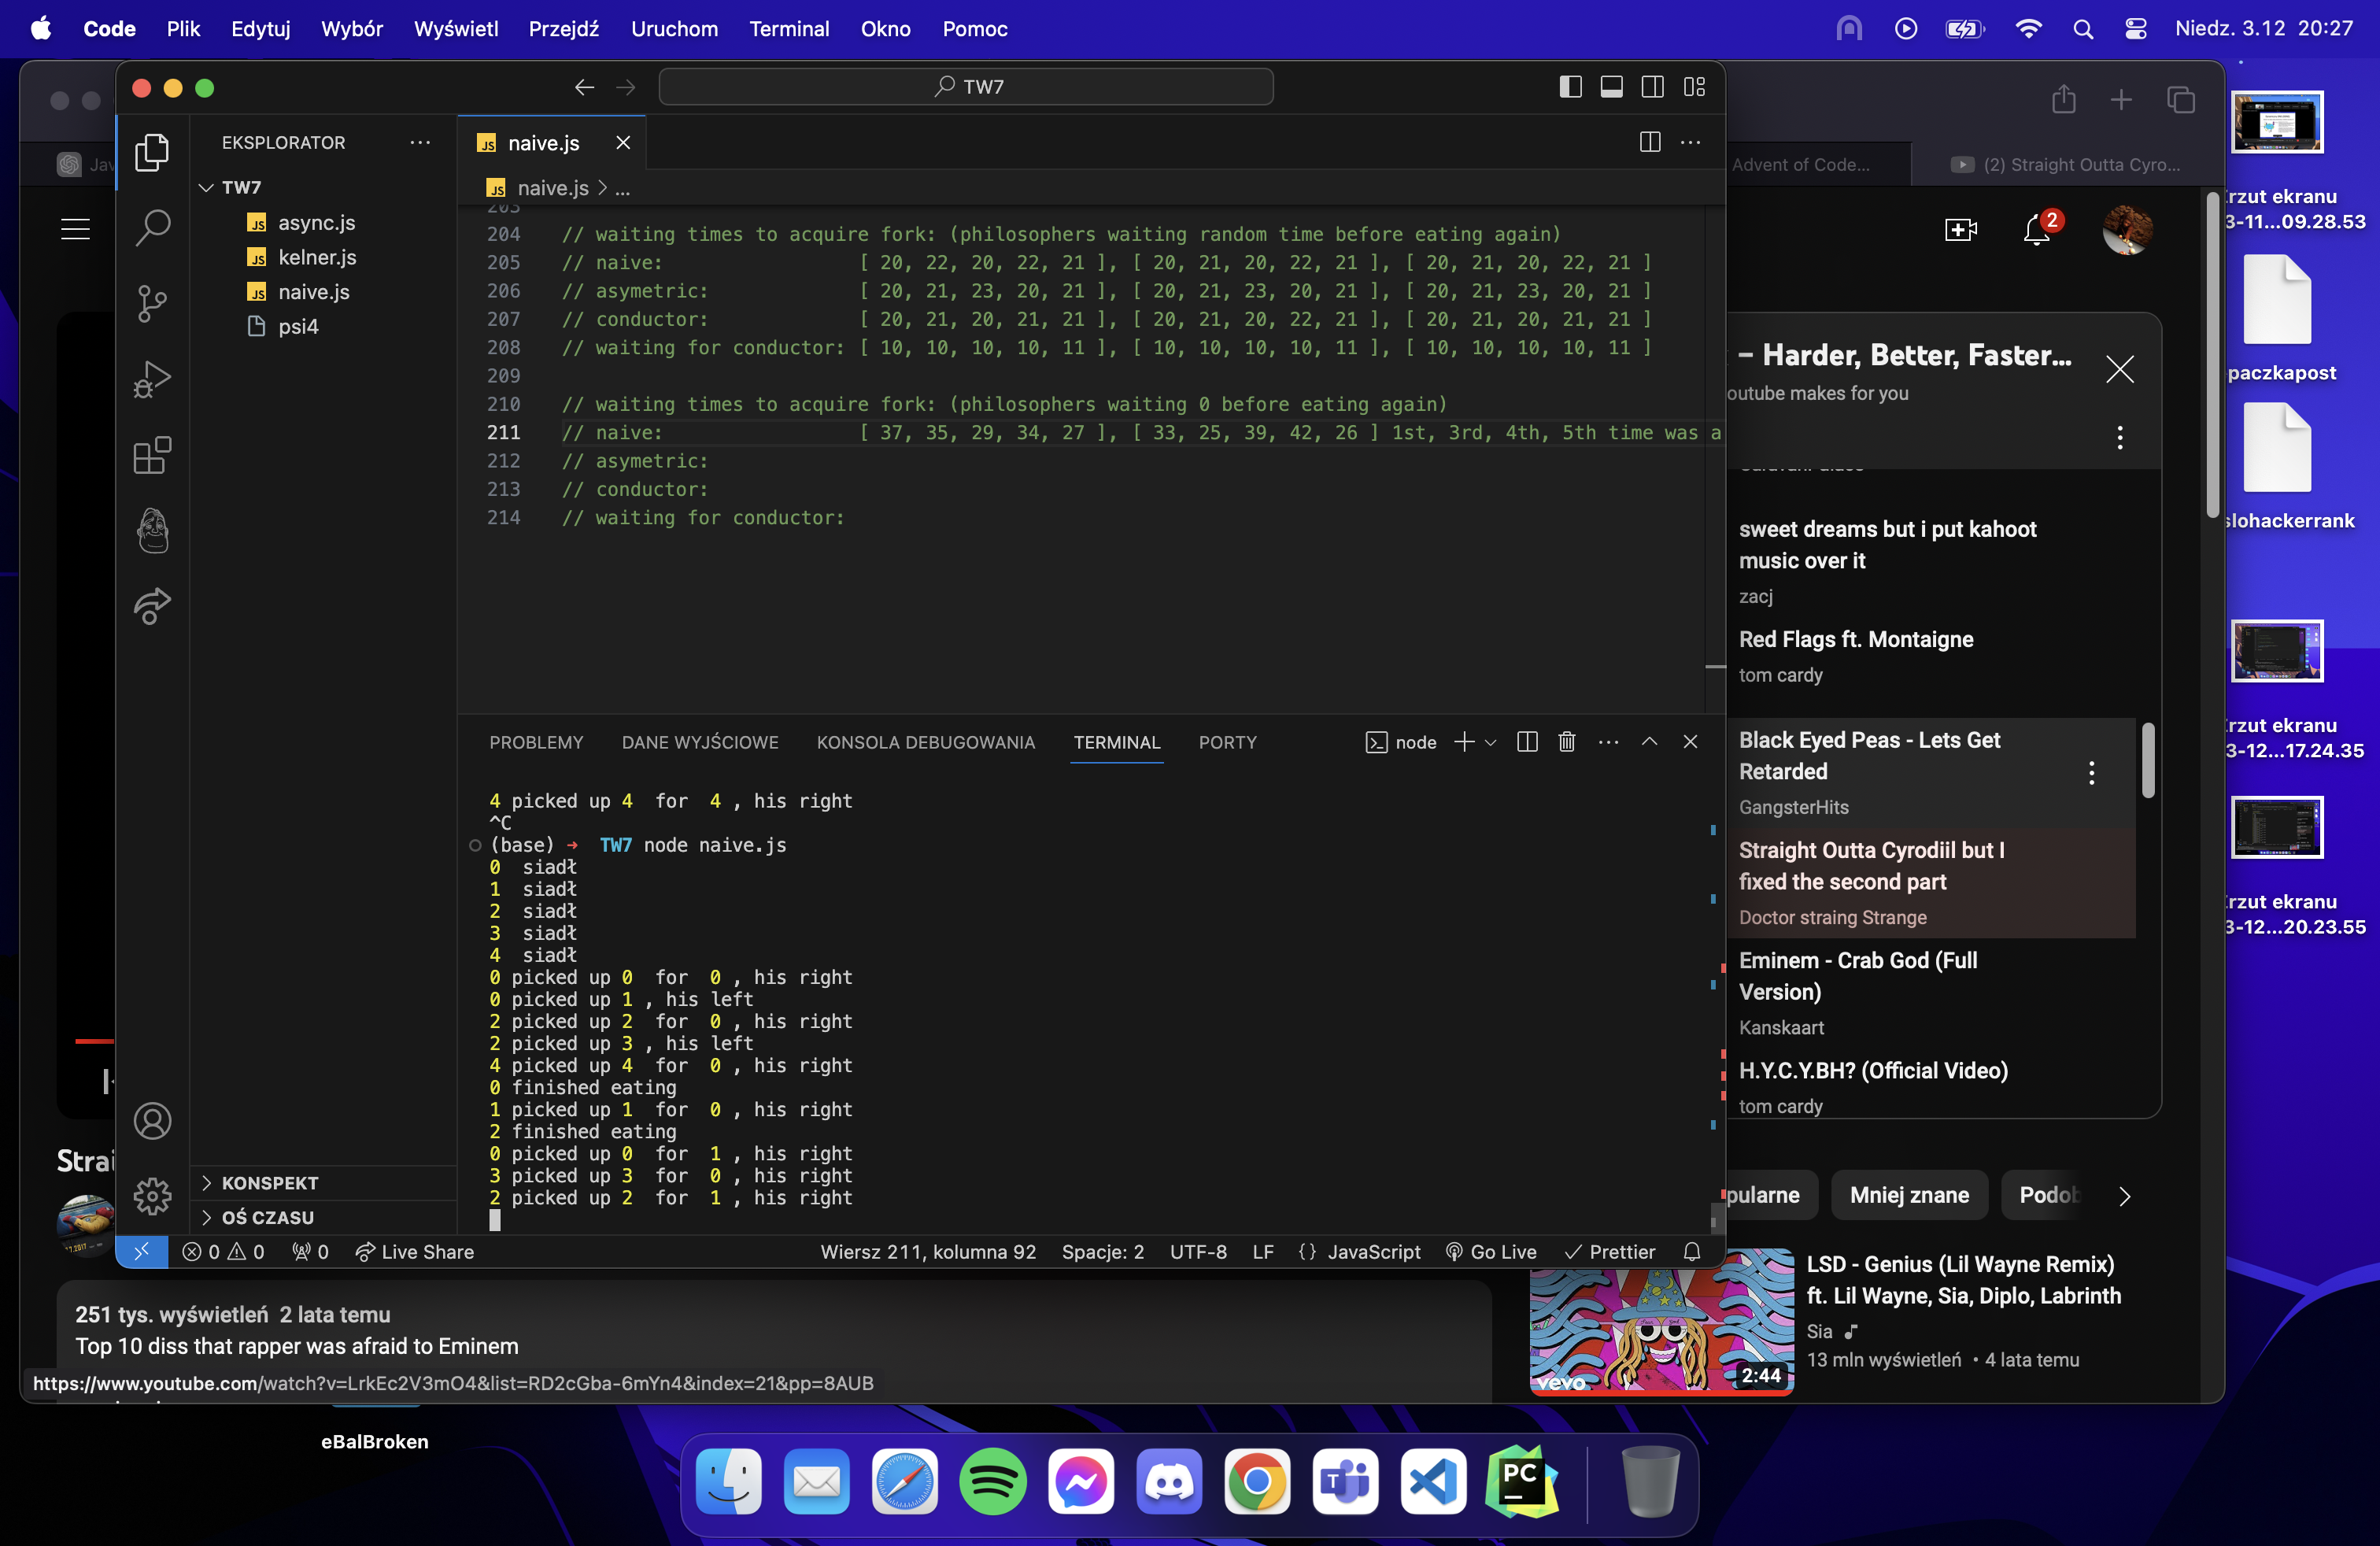 Code Plik Edytuj Wybór Wyświetl Przejdź Uruchom Terminal Okno Pomoc Niedz. 3.12 20:27
TW7
EKSPLORATOR
TW7
async.js
kelner.js
naive.js
psi4
KONSPEKT
OŚ CZASU
naive.js
naive.js > ...
203
204 // waiting times to acquire fork: (philosophers waiting random time before eating again)
205 // naive: [ 20, 22, 20, 22, 21 ], [ 20, 21, 20, 22, 21 ], [ 20, 21, 20, 22, 21 ]
206 // asymetric: [ 20, 21, 23, 20, 21 ], [ 20, 21, 23, 20, 21 ], [ 20, 21, 23, 20, 21 ]
207 // conductor: [ 20, 21, 20, 21, 21 ], [ 20, 21, 20, 22, 21 ], [ 20, 21, 20, 21, 21 ]
208 // waiting for conductor: [ 10, 10, 10, 10, 11 ], [ 10, 10, 10, 10, 11 ], [ 10, 10, 10, 10, 11 ]
209
210 // waiting times to acquire fork: (philosophers waiting 0 before eating again)
211 // naive: [ 37, 35, 29, 34, 27 ], [ 33, 25, 39, 42, 26 ] 1st, 3rd, 4th, 5th time was a
212 // asymetric:
213 // conductor:
214 // waiting for conductor:
PROBLEMY DANE WYJŚCIOWE KONSOLA DEBUGOWANIA TERMINAL PORTY node
4 picked up 4 for 4 , his right
^C
(base) → TW7 node naive.js
0 siadł
1 siadł
2 siadł
3 siadł
4 siadł
0 picked up 0 for 0 , his right
0 picked up 1 , his left
2 picked up 2 for 0 , his right
2 picked up 3 , his left
4 picked up 4 for 0 , his right
0 finished eating
1 picked up 1 for 0 , his right
2 finished eating
0 picked up 0 for 1 , his right
3 picked up 3 for 0 , his right
2 picked up 2 for 1 , his right
0 0 0 Live Share Wiersz 211, kolumna 92 Spacje: 2 UTF-8 LF {} JavaScript Go Live Prettier
Jav
Advent of Code...
(2) Straight Outta Cyro...
2
– Harder, Better, Faster...
outube makes for you
sweet dreams but i put kahoot
music over it
zacj
Red Flags ft. Montaigne
tom cardy
Black Eyed Peas - Lets Get
Retarded
GangsterHits
Straight Outta Cyrodiil but I
fixed the second part
Doctor straing Strange
Eminem - Crab God (Full
Version)
Kanskaart
H.Y.C.Y.BH? (Official Video)
tom cardy
pularne Mniej znane Podob
LSD - Genius (Lil Wayne Remix)
ft. Lil Wayne, Sia, Diplo, Labrinth
Sia
13 mln wyświetleń • 4 lata temu
vevo
2:44
Strai
251 tys. wyświetleń 2 lata temu
Top 10 diss that rapper was afraid to Eminem
https://www.youtube.com/watch?v=LrkEc2V3mO4&list=RD2cGba-6mYn4&index=21&pp=8AUB
eBalBroken
rzut ekranu
3-11...09.28.53
paczkapost
slohackerrank
rzut ekranu
3-12...17.24.35
rzut ekranu
3-12...20.23.55
PC